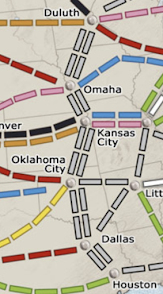 Duluth
Omaha
nver
Kansas
City
Oklahoma
City
Litt
Dallas
Houston